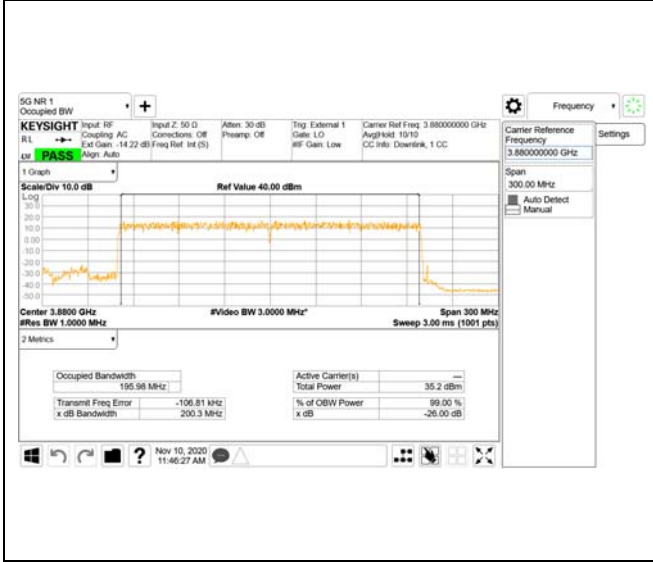 5G NR 1
Occupied BW
Frequency
KEYSIGHT
R L
LW
PASS
Input: RF
Coupling: AC
Ext Gain: -14.22 dB
Align: Auto
Input Z: 50 Ω
Corrections: Off
Freq Ref: Int (S)
Atten: 30 dB
Preamp: Off
Trig: External 1
Gate: LO
#IF Gain: Low
Carrier Ref Freq: 3.880000000 GHz
Avg|Hold: 10/10
CC Info: Downlink, 1 CC
Carrier Reference
Frequency
3.880000000 GHz
Settings
Span
300.00 MHz
Auto Detect
Manual
1 Graph
Scale/Div 10.0 dB
Ref Value 40.00 dBm
Log
30.0
20.0
10.0
0.00
-10.0
-20.0
-30.0
-40.0
-50.0
Center 3.8800 GHz
#Video BW 3.0000 MHz*
Span 300 MHz
#Res BW 1.0000 MHz
Sweep 3.00 ms (1001 pts)
2 Metrics
Occupied Bandwidth
195.98 MHz
Transmit Freq Error -106.81 kHz
x dB Bandwidth 200.3 MHz
Active Carrier(s) ---
Total Power 35.2 dBm
% of OBW Power 99.00 %
x dB -26.00 dB
Nov 10, 2020
11:46:27 AM